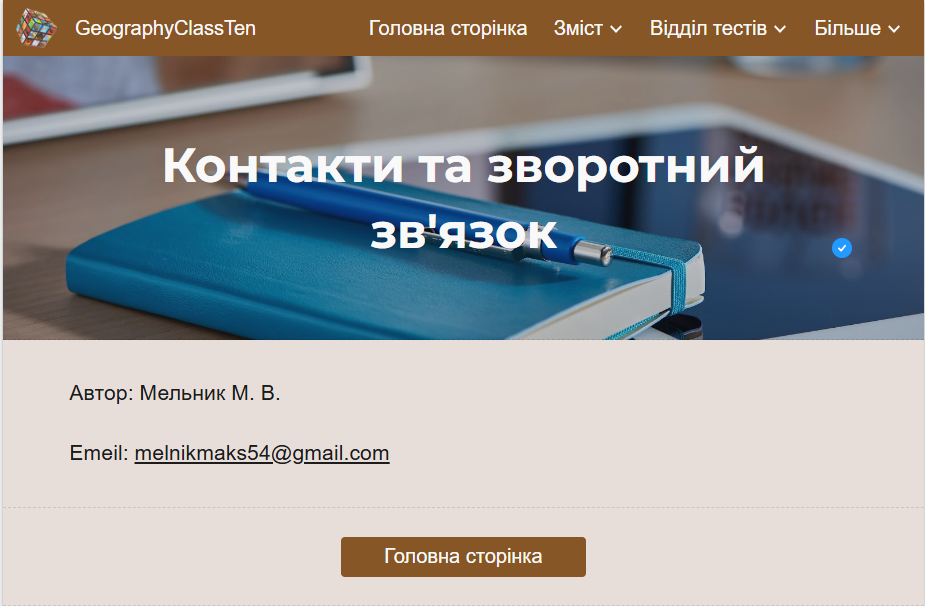 GeographyClassTen
Головна сторінка Зміст Відділ тестів Більше
Контакти та зворотний
зв'язок
Автор: Мельник М. В.
Emeil: melnikmaks54@gmail.com
Головна сторінка